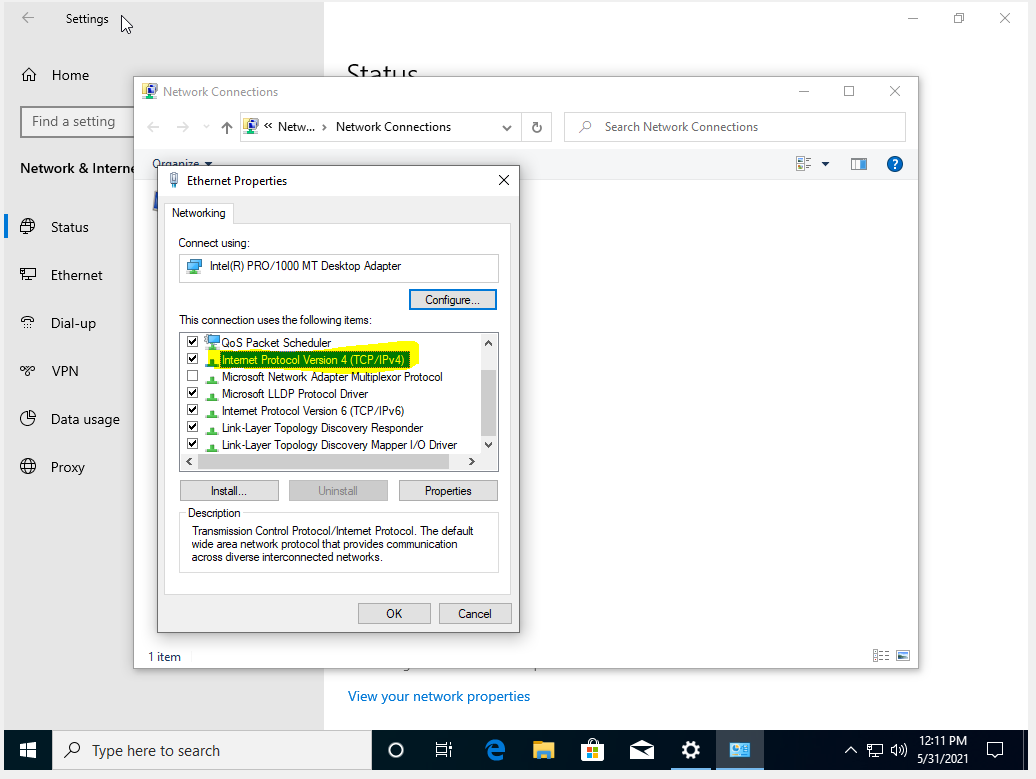 Settings
Home
Find a setting
Network & Interne
Status
Ethernet
Dial-up
VPN
Data usage
Proxy
Status
Network Connections
« Netw... › Network Connections
Search Network Connections
Organize
Ethernet Properties
Networking
Connect using:
Intel(R) PRO/1000 MT Desktop Adapter
Configure...
This connection uses the following items:
QoS Packet Scheduler
Internet Protocol Version 4 (TCP/IPv4)
Microsoft Network Adapter Multiplexor Protocol
Microsoft LLDP Protocol Driver
Internet Protocol Version 6 (TCP/IPv6)
Link-Layer Topology Discovery Responder
Link-Layer Topology Discovery Mapper I/O Driver
Install... Uninstall Properties
Description
Transmission Control Protocol/Internet Protocol. The default
wide area network protocol that provides communication
across diverse interconnected networks.
OK Cancel
1 item
View your network properties
Type here to search
12:11 PM
5/31/2021